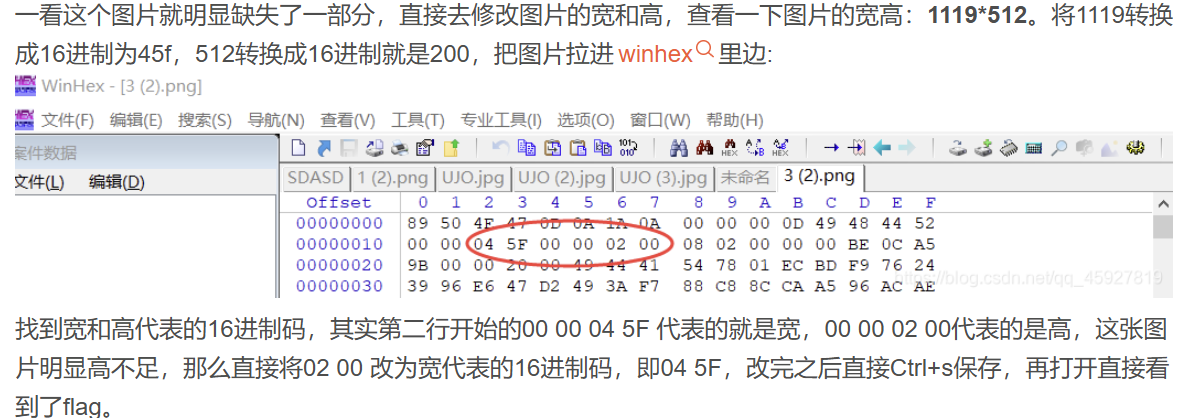 一看这个图片就明显缺失了一部分，直接去修改图片的宽和高，查看一下图片的宽高：1119*512。将1119转换
成16进制为45f，512转换成16进制就是200，把图片拉进 winhex 里边:
WinHex - [3 (2).png]
文件(F) 编辑(E) 搜索(S) 导航(N) 查看(V) 工具(T) 专业工具(I) 选项(O) 窗口(W) 帮助(H)
案件数据
文件(L) 编辑(D)
SDASD 1 (2).png UJO.jpg UJO (2).jpg UJO (3).jpg 未命名 3 (2).png
Offset 0 1 2 3 4 5 6 7 8 9 A B C D E F
00000000 89 50 4E 47 0D 0A 1A 0A 00 00 00 0D 49 48 44 52
00000010 00 00 04 5F 00 00 02 00 08 02 00 00 00 BE 0C A5
00000020 9B 00 00 20 00 49 44 41 54 78 01 EC BD F9 76 24
00000030 39 96 E6 47 D2 49 3A F7 88 C8 8C CA A5 96 AC AE
https://blog.csdn.net/qq_45927819
找到宽和高代表的16进制码，其实第二行开始的00 00 04 5F 代表的就是宽，00 00 02 00代表的是高，这张图
片明显高不足，那么直接将02 00 改为宽代表的16进制码，即04 5F，改完之后直接Ctrl+s保存，再打开直接看
到了flag。